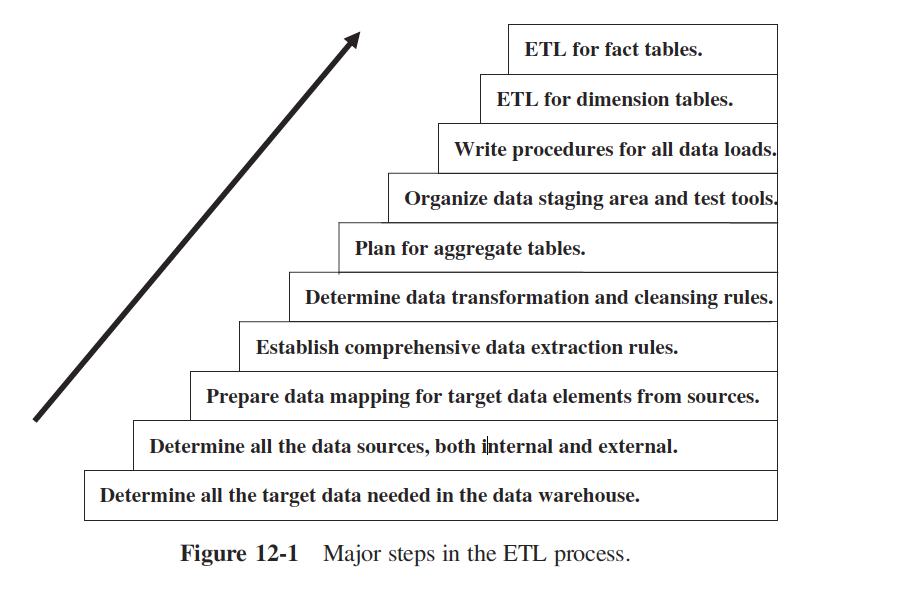 ETL for fact tables.
ETL for dimension tables.
Write procedures for all data loads.
Organize data staging area and test tools.
Plan for aggregate tables.
Determine data transformation and cleansing rules.
Establish comprehensive data extraction rules.
Prepare data mapping for target data elements from sources.
Determine all the data sources, both internal and external.
Determine all the target data needed in the data warehouse.
Figure 12-1 Major steps in the ETL process.